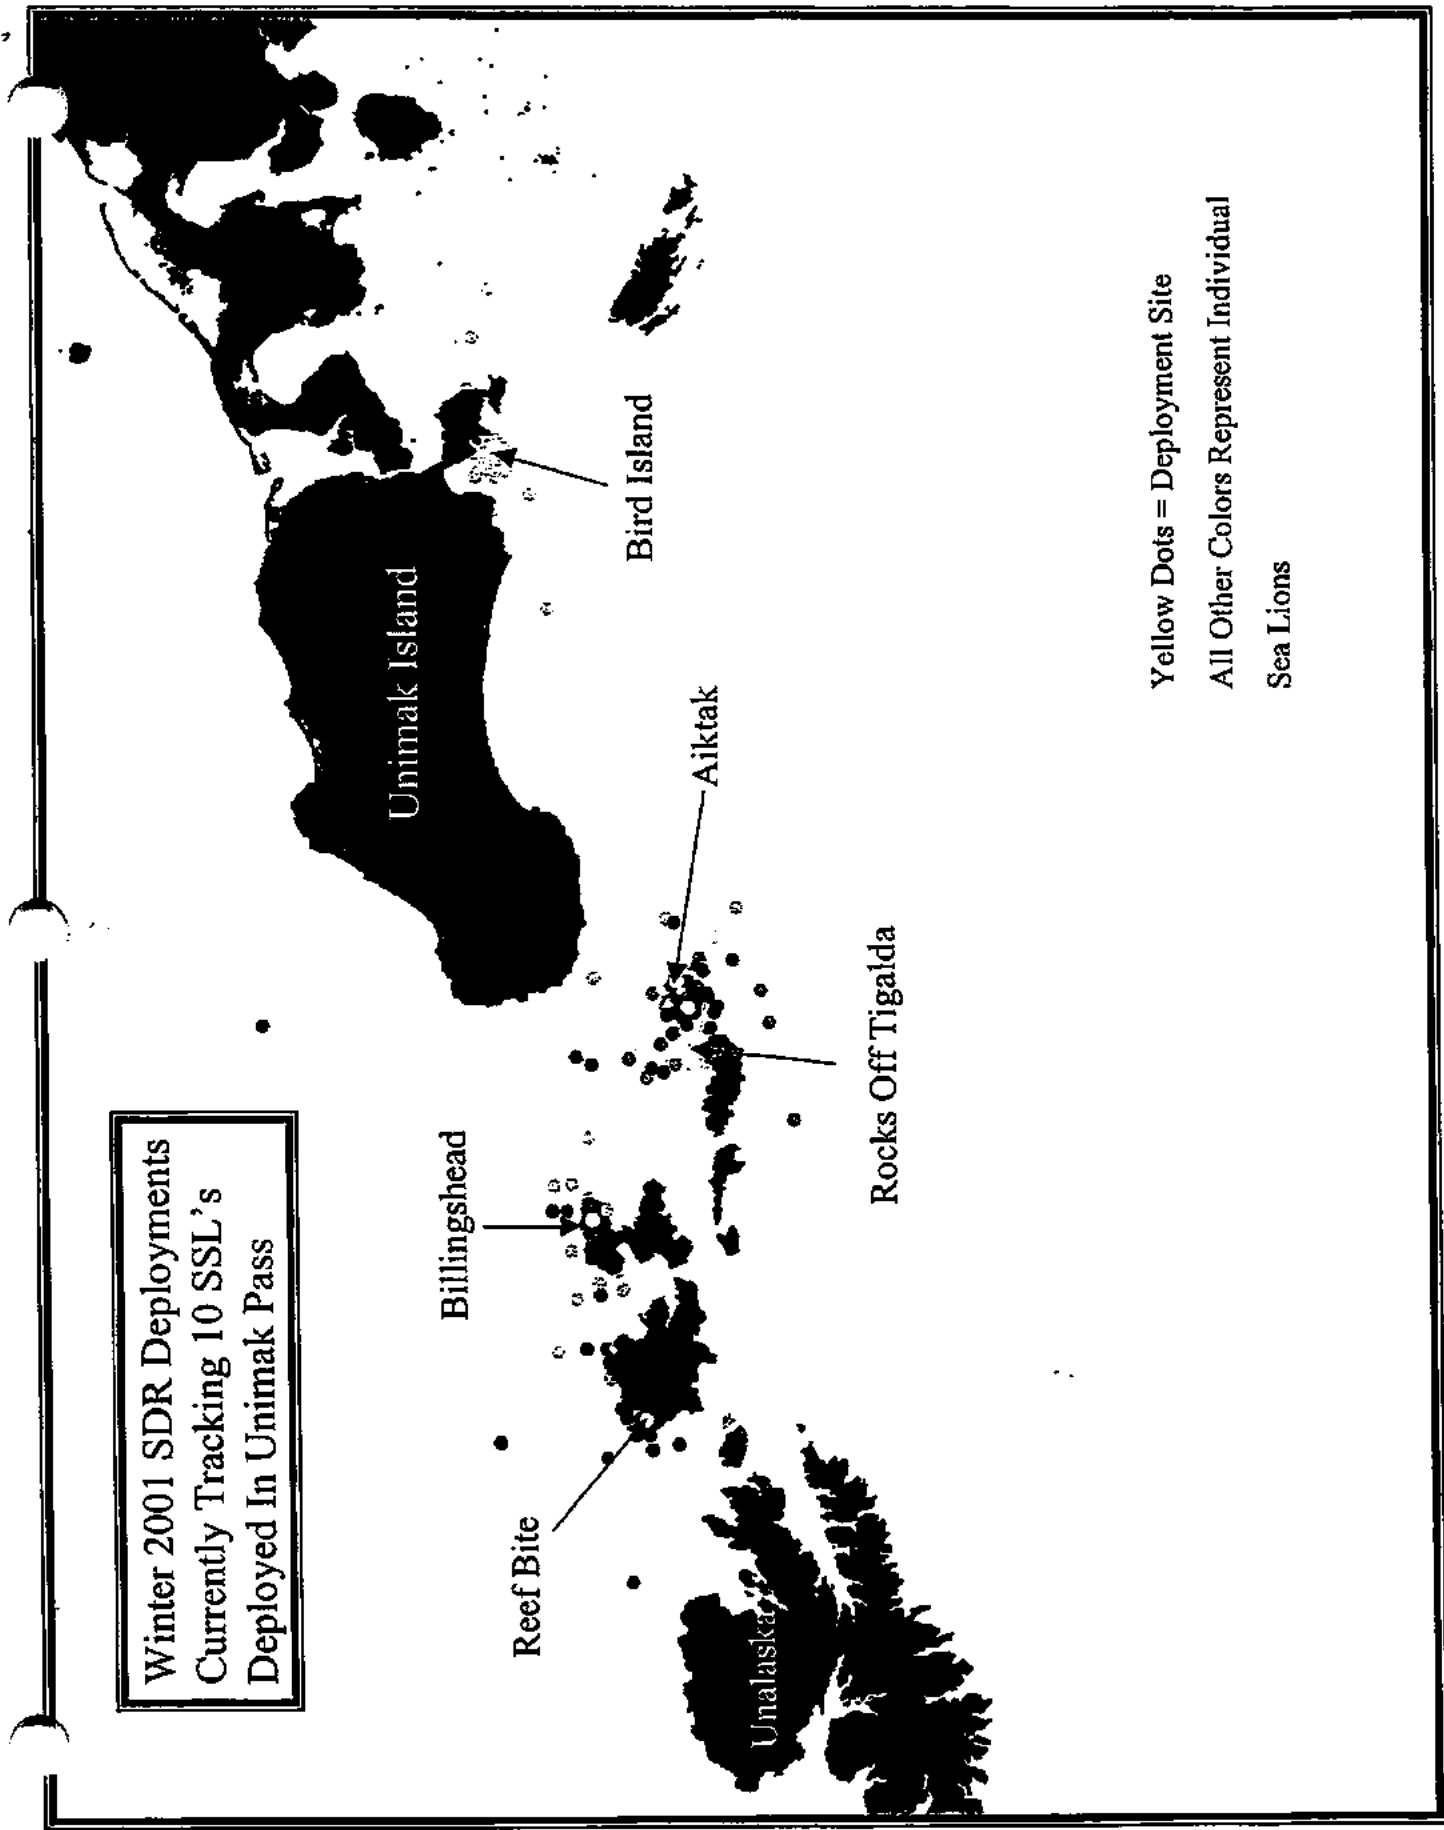 Winter 2001 SDR Deployments
Currently Tracking 10 SSL's
Deployed In Unimak Pass
Reef Bite
Billingshead
Unalaska
Rocks Off Tigalda
Aiktak
Unimak Island
Bird Island
Yellow Dots = Deployment Site
All Other Colors Represent Individual
Sea Lions